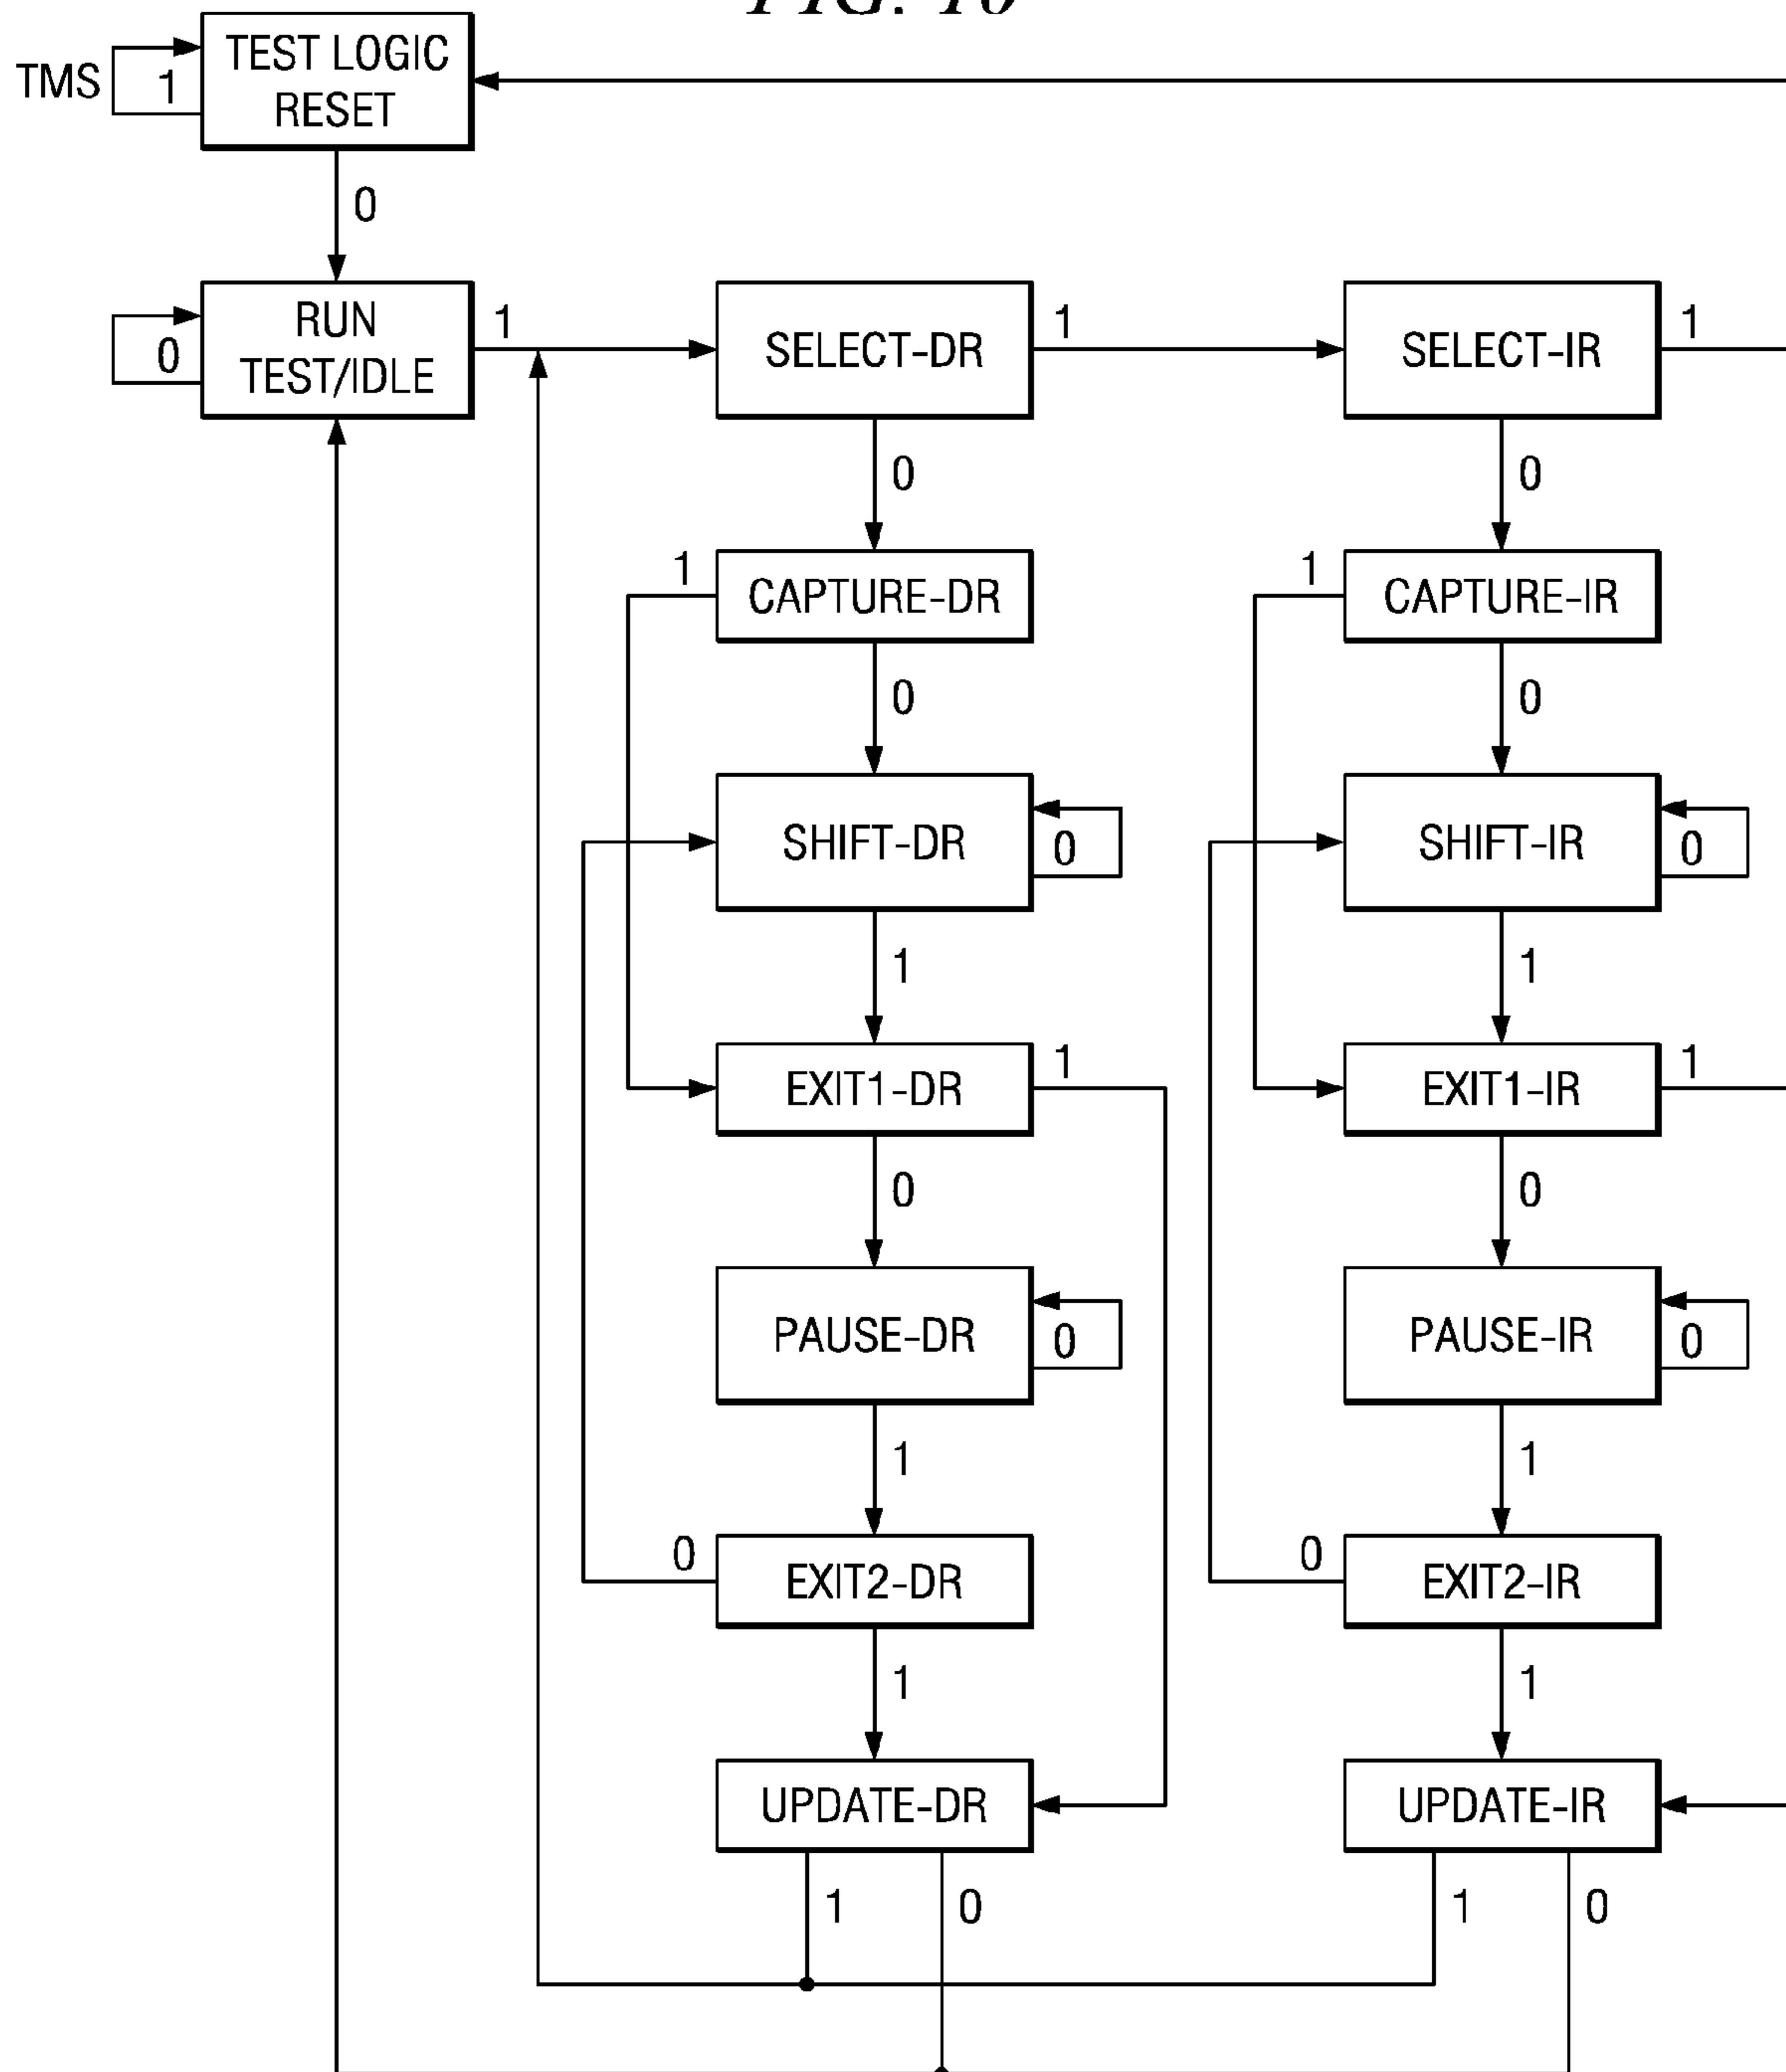 TMS
1
TEST LOGIC
RESET
0
RUN
TEST/IDLE
0
1
SELECT-DR
1
SELECT-IR
1
0
0
1
CAPTURE-DR
1
CAPTURE-IR
0
0
SHIFT-DR
0
SHIFT-IR
0
1
1
EXIT1-DR
1
EXIT1-IR
1
0
0
PAUSE-DR
0
PAUSE-IR
0
1
1
0
EXIT2-DR
0
EXIT2-IR
1
1
UPDATE-DR
UPDATE-IR
1
0
1
0